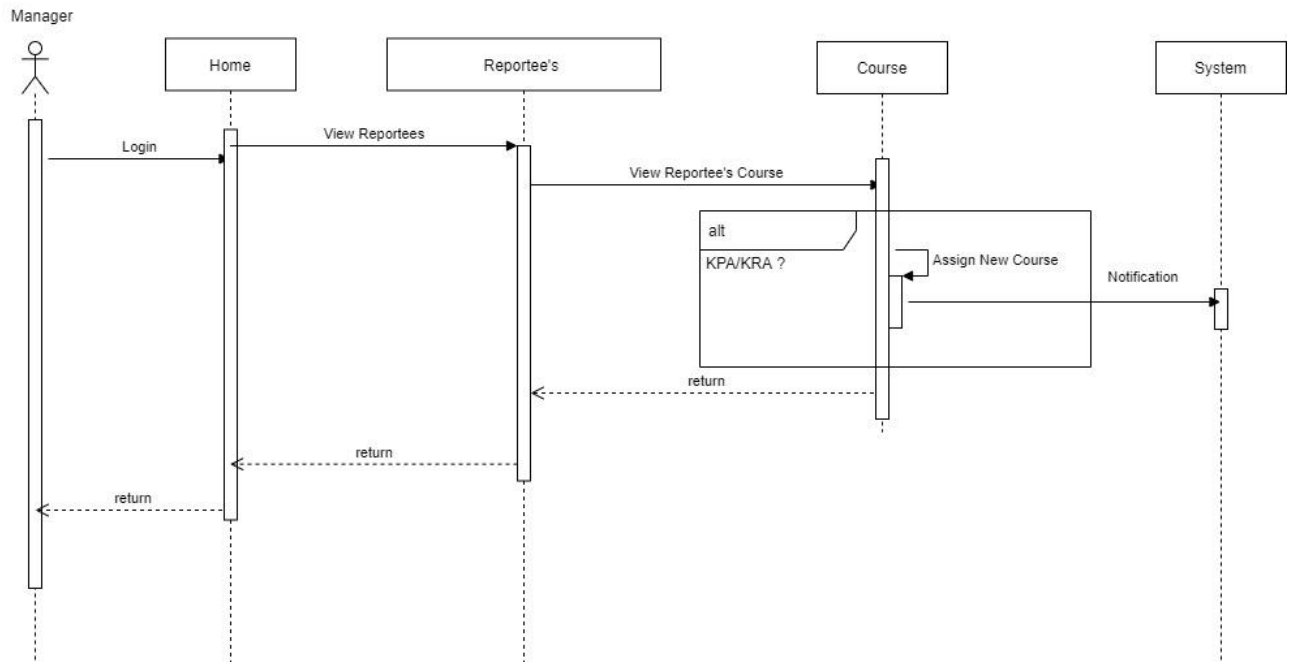 Manager
Home
Reportee's
Course
System
View Reportees
Login
View Reportee's Course
alt
KPA/KRA ?
Assign New Course
Notification
return
return
return